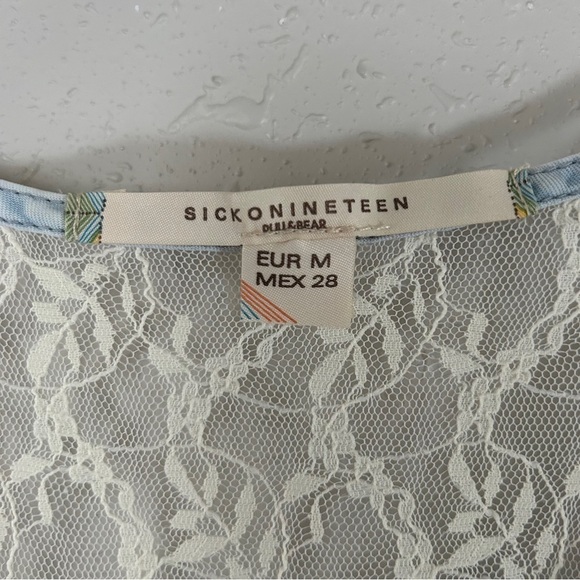 SICKONINETEEN
PULL&BEAR
EUR M
MEX 28